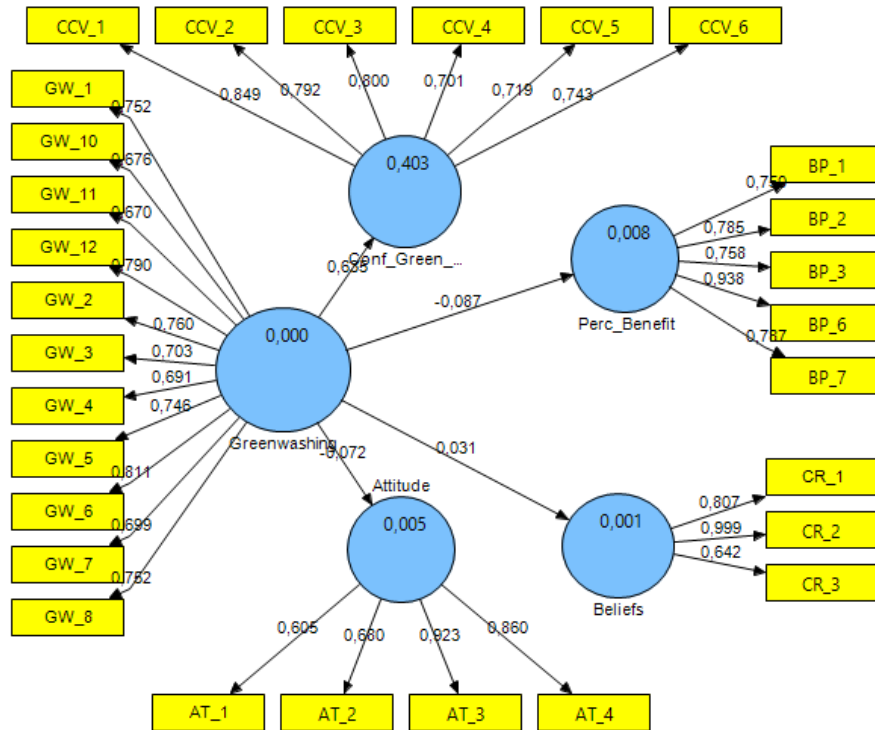 CCV_1 CCV_2 CCV_3 CCV_4 CCV_5 CCV_6
0,849 0,792 0,800 0,701 0,719 0,743
GW_1
0,752
GW_10
0,676
GW_11
0,670
GW_12
0,790
GW_2
0,760
GW_3
0,703
GW_4
0,691
GW_5
0,746
GW_6
0,811
GW_7
0,699
GW_8
0,403
Conf_Green_...
0,635
0,000
Greenwashing
-0,087
0,008
Perc_Benefit
BP_1
0,785
BP_2
0,758
BP_3
0,938
BP_6
BP_7
-0,072
0,031
Attitude
0,005
0,001
Beliefs
0,807
CR_1
0,999
CR_2
0,642
CR_3
0,605 0,680 0,923 0,860
AT_1 AT_2 AT_3 AT_4